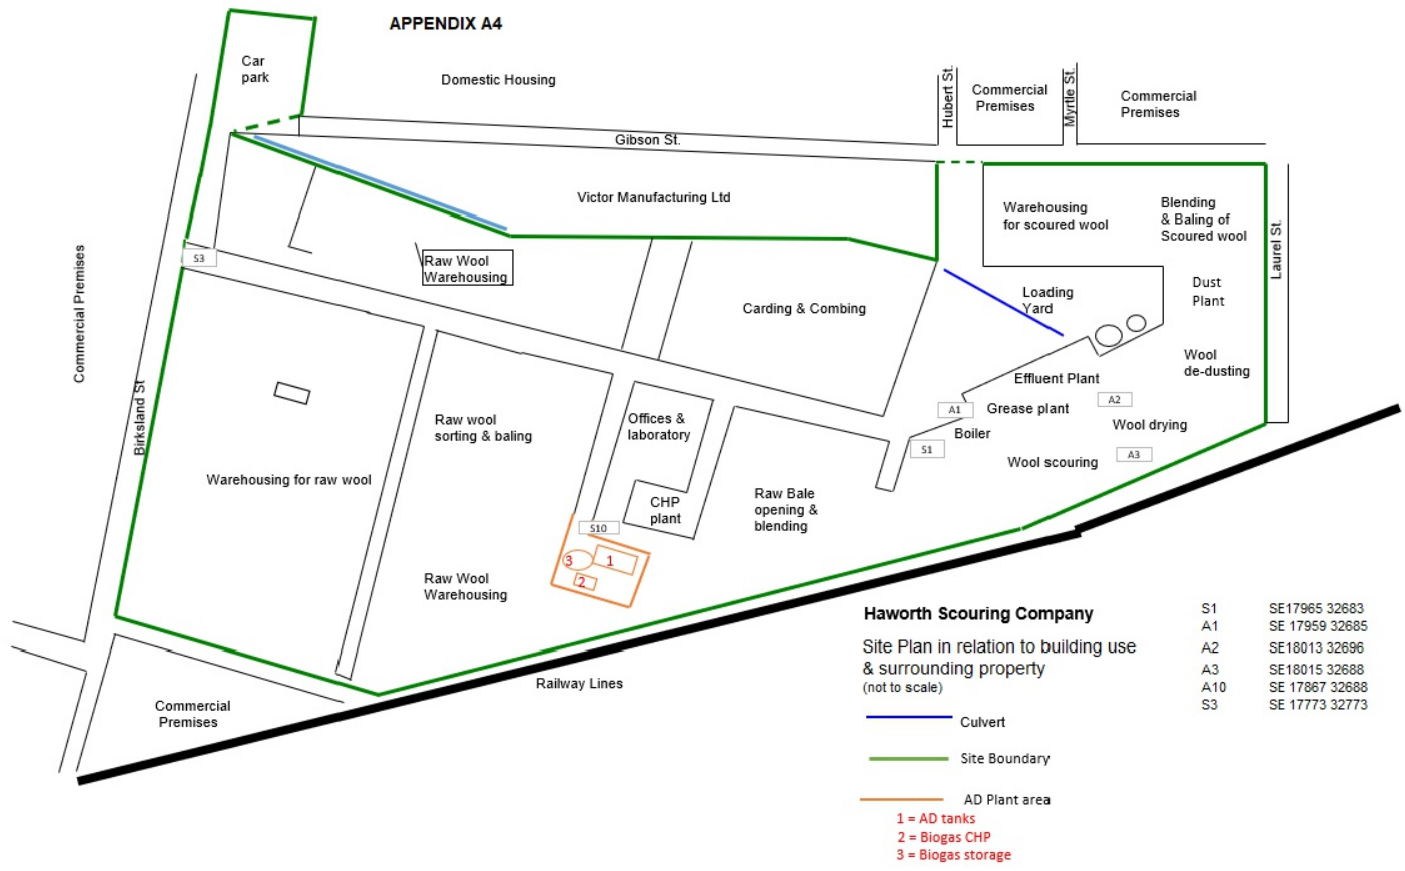 APPENDIX A4
Car
park
Domestic Housing
Hubert St.
Commercial
Premises
Myrtle St.
Commercial
Premises
Gibson St.
Victor Manufacturing Ltd
Warehousing
for scoured wool
Blending
& Baling of
Scoured wool
Laurel St.
Commercial Premises
S3
Raw Wool
Warehousing
Carding & Combing
Loading
Yard
Dust
Plant
Wool
de-dusting
Effluent Plant
A1
Grease plant
A2
Birksland St
Raw wool
sorting & baling
Offices &
laboratory
Boiler
Wool drying
S1
Wool scouring
A3
Warehousing for raw wool
CHP
plant
Raw Bale
opening &
blending
S10
3
1
2
Raw Wool
Warehousing
Railway Lines
Commercial
Premises
Haworth Scouring Company
Site Plan in relation to building use
& surrounding property
(not to scale)
Culvert
Site Boundary
AD Plant area
1 = AD tanks
2 = Biogas CHP
3 = Biogas storage
S1 SE17965 32683
A1 SE 17959 32685
A2 SE18013 32696
A3 SE18015 32688
A10 SE 17867 32688
S3 SE 17773 32773